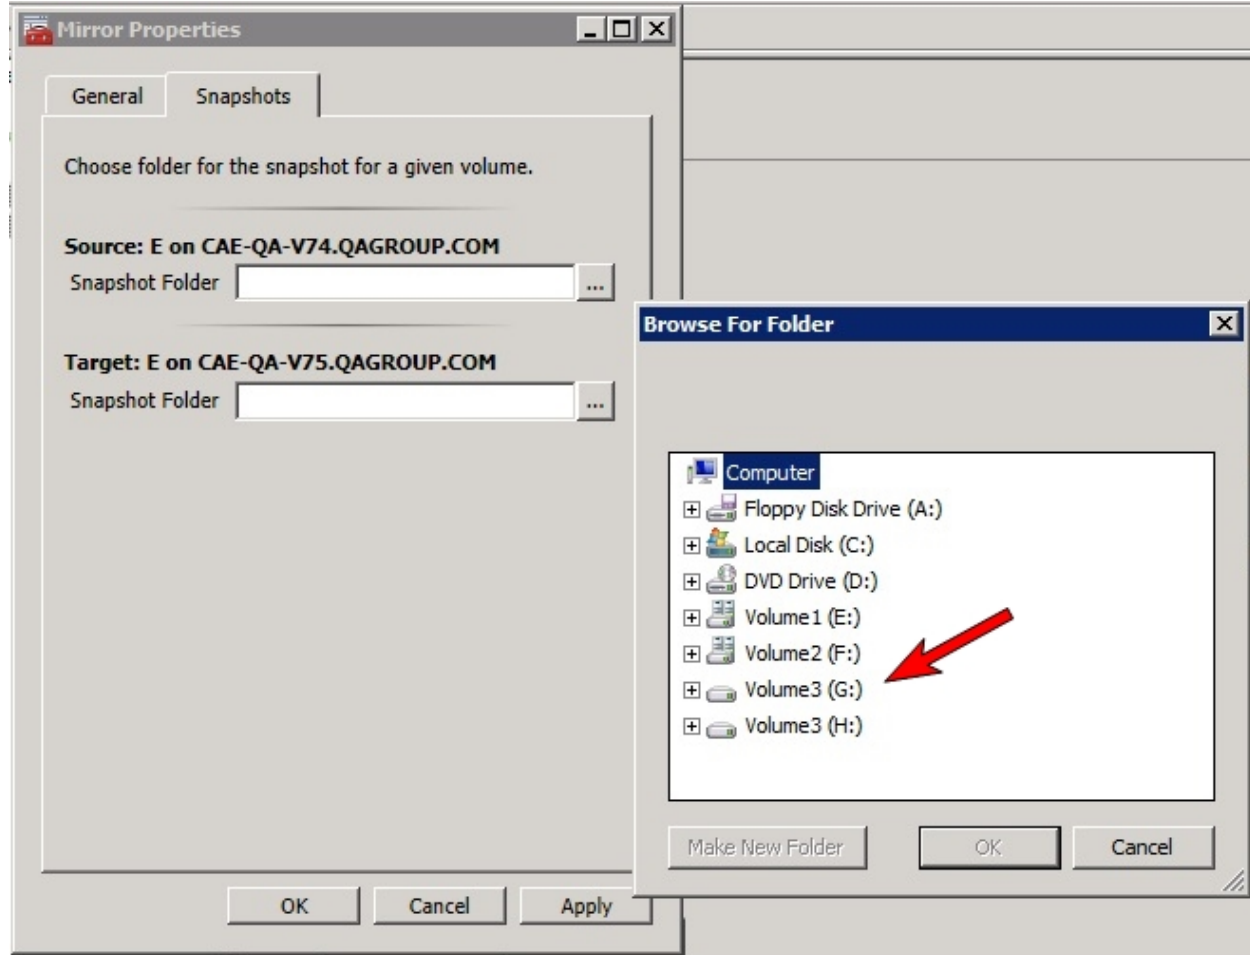 Mirror Properties
General Snapshots
Choose folder for the snapshot for a given volume.
Source: E on CAE-QA-V74.QAGROUP.COM
Snapshot Folder ...
Target: E on CAE-QA-V75.QAGROUP.COM
Snapshot Folder ...
OK Cancel Apply
Browse For Folder
Computer
Floppy Disk Drive (A:)
Local Disk (C:)
DVD Drive (D:)
Volume1 (E:)
Volume2 (F:)
Volume3 (G:)
Volume3 (H:)
Make New Folder OK Cancel